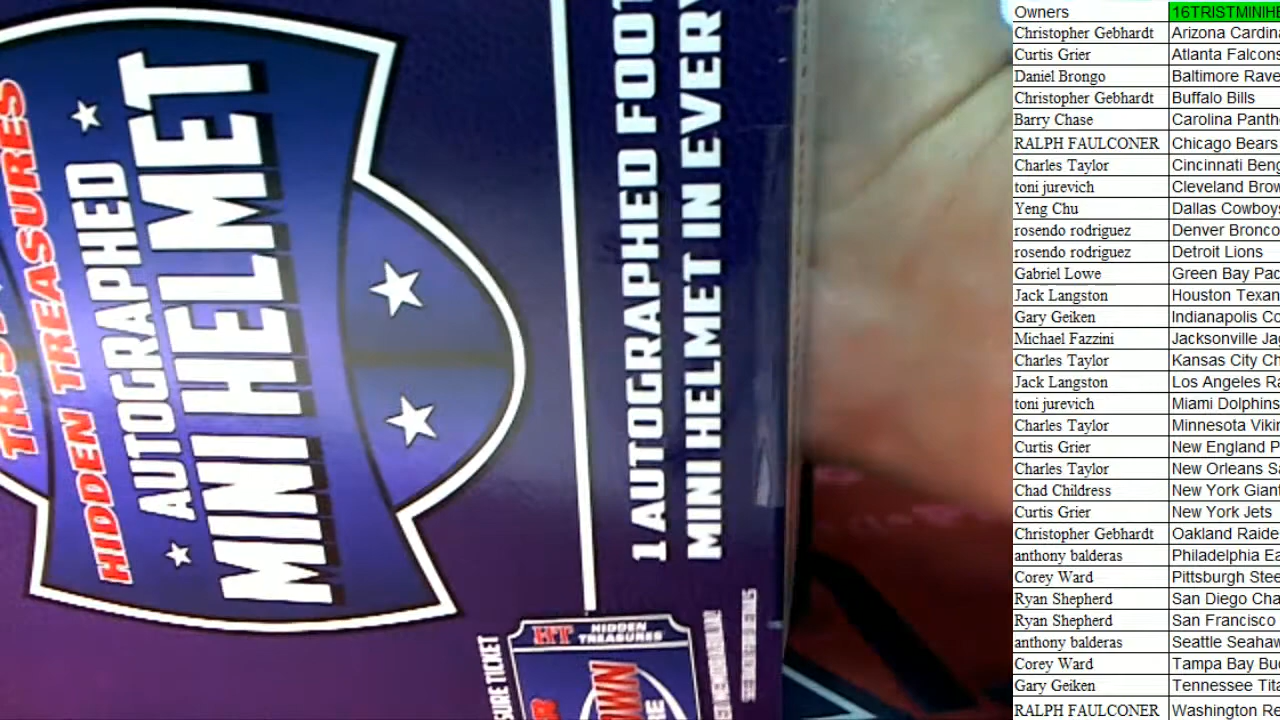 HIDDEN TREASURES
AUTOGRAPHED
MINI HELMET
1 AUTOGRAPHED FOOT
MINI HELMET IN EVERY
HT HIDDEN
TREASURES
SURE TICKET
OWN
Owners 16TRISTMINIHE
Christopher Gebhardt Arizona Cardina
Curtis Grier Atlanta Falcons
Daniel Brongo Baltimore Rave
Christopher Gebhardt Buffalo Bills
Barry Chase Carolina Panth
RALPH FAULCONER Chicago Bears
Charles Taylor Cincinnati Beng
toni jurevich Cleveland Brow
Yeng Chu Dallas Cowboys
rosendo rodriguez Denver Bronco
rosendo rodriguez Detroit Lions
Gabriel Lowe Green Bay Pac
Jack Langston Houston Texan
Gary Geiken Indianapolis Co
Michael Fazzini Jacksonville Jag
Charles Taylor Kansas City Ch
Jack Langston Los Angeles Ra
toni jurevich Miami Dolphins
Charles Taylor Minnesota Vikin
Curtis Grier New England P
Charles Taylor New Orleans Sa
Chad Childress New York Giant
Curtis Grier New York Jets
Christopher Gebhardt Oakland Raide
anthony balderas Philadelphia Ea
Corey Ward Pittsburgh Stee
Ryan Shepherd San Diego Cha
Ryan Shepherd San Francisco
anthony balderas Seattle Seahaw
Corey Ward Tampa Bay Buc
Gary Geiken Tennessee Tita
RALPH FAULCONER Washington Re